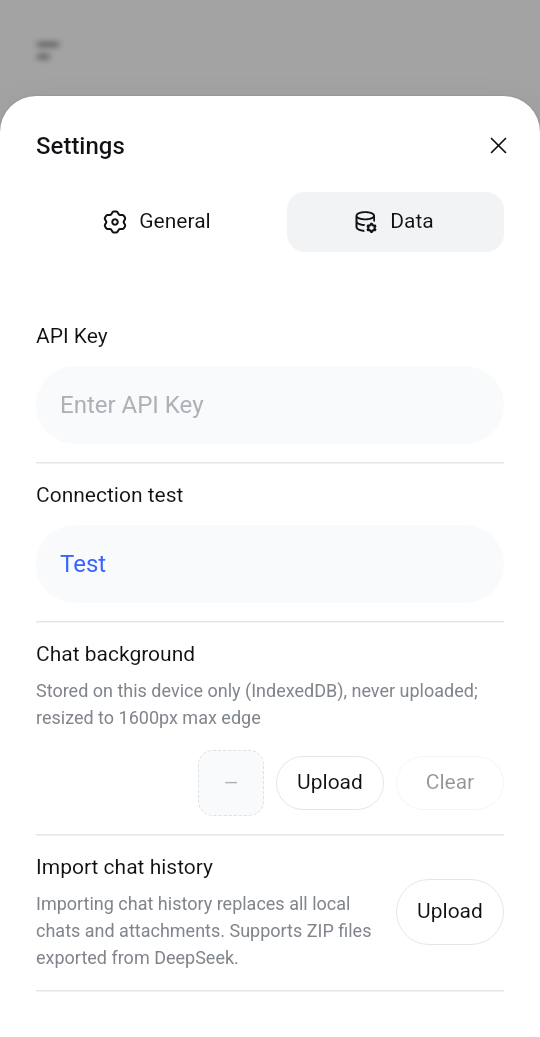 Settings
General
Data
API Key
Enter API Key
Connection test
Test
Chat background
Stored on this device only (IndexedDB), never uploaded;
resized to 1600px max edge
–
Upload
Clear
Import chat history
Importing chat history replaces all local
chats and attachments. Supports ZIP files
exported from DeepSeek.
Upload